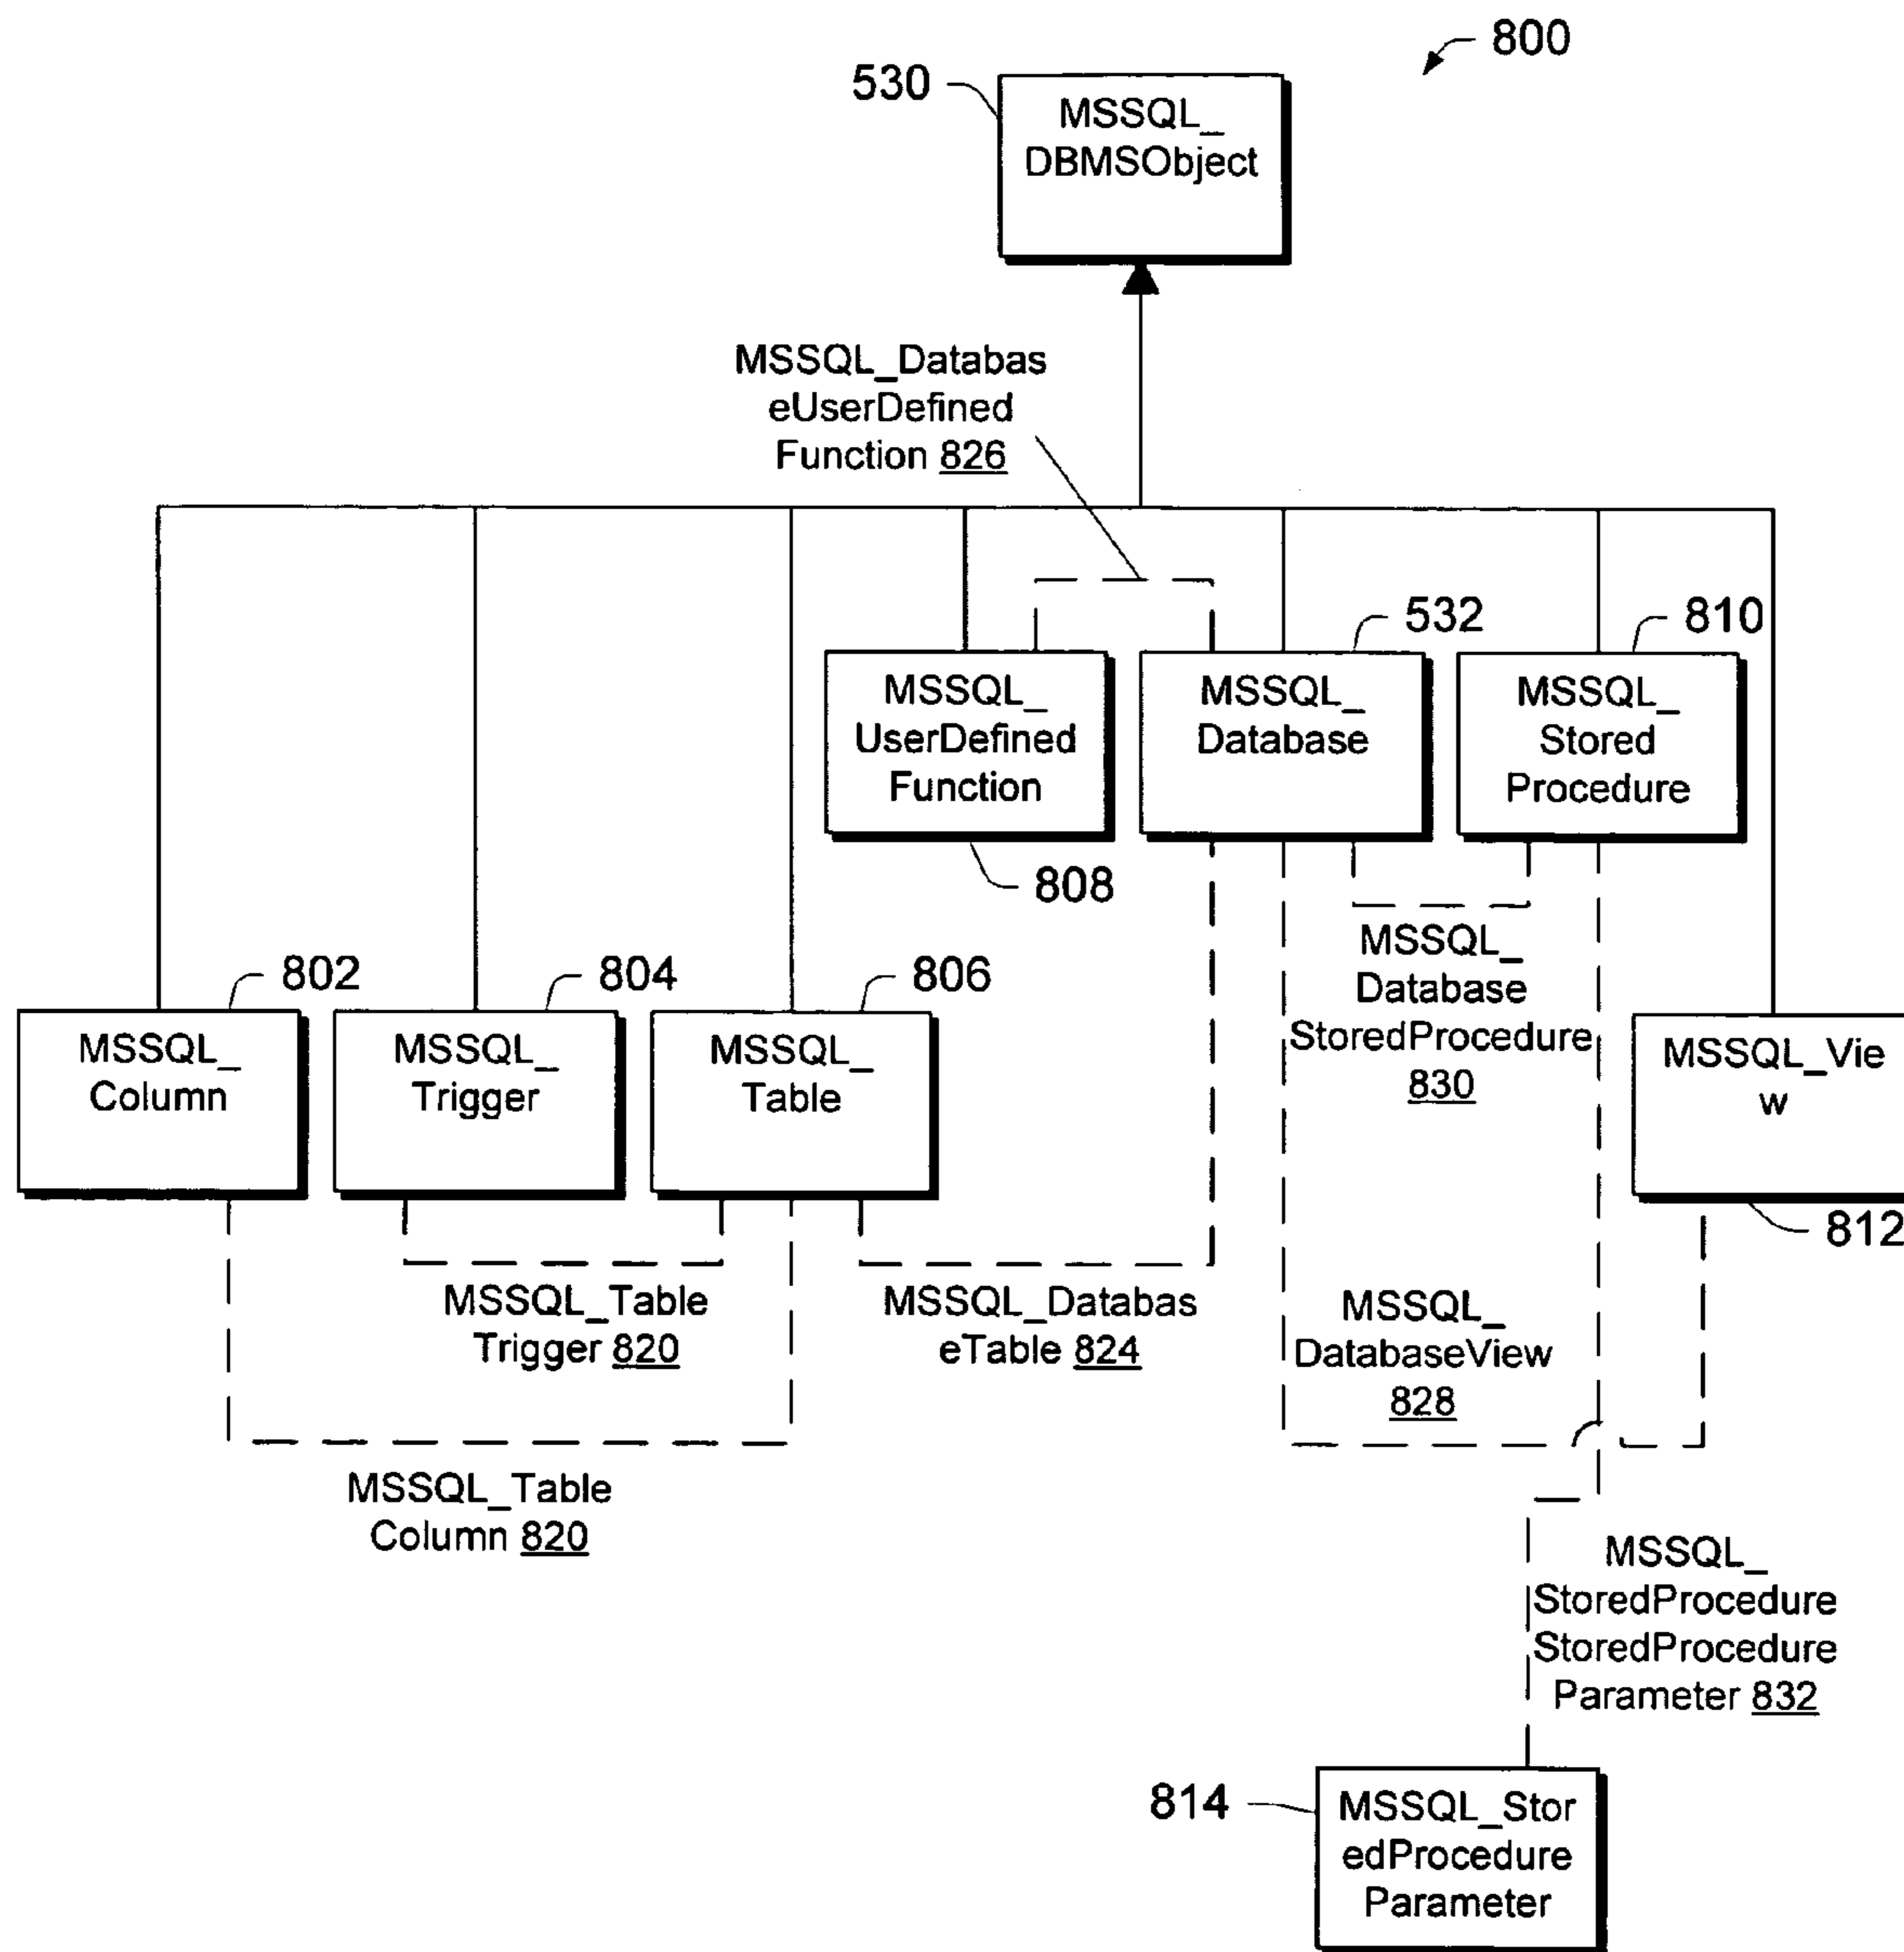 800
530
MSSQL_
DBMSObject
MSSQL_Databas
eUserDefined
Function 826
532
810
MSSQL_
UserDefined
Function
MSSQL_
Database
MSSQL_
Stored
Procedure
808
MSSQL_
Database
StoredProcedure
830
802
804
806
MSSQL_
Column
MSSQL_
Trigger
MSSQL_
Table
MSSQL_Vie
w
812
MSSQL_Table
Trigger 820
MSSQL_Databas
eTable 824
MSSQL_
DatabaseView
828
MSSQL_Table
Column 820
MSSQL_
StoredProcedure
StoredProcedure
Parameter 832
814
MSSQL_Stor
edProcedure
Parameter